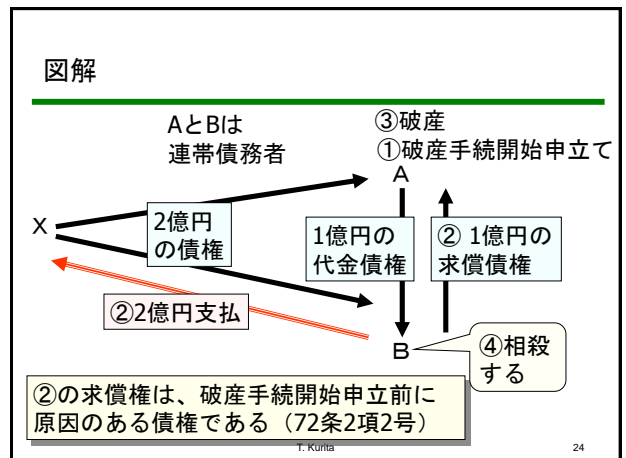 図解
AとBは
連帯債務者
③破産
①破産手続開始申立て
A
X
2億円
の債権
1億円の
代金債権
② 1億円の
求償債権
②2億円支払
B
④相殺
する
②の求償権は、破産手続開始申立前に
原因のある債権である（72条2項2号）
T. Kurita
24